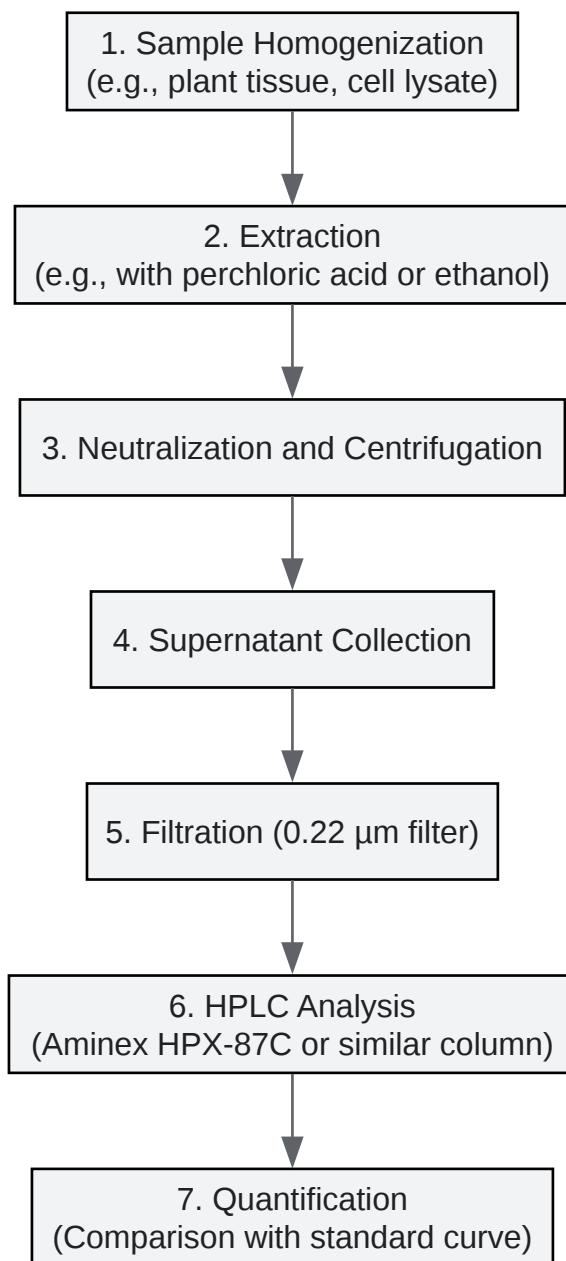 1. Sample Homogenization
(e.g., plant tissue, cell lysate)
2. Extraction
(e.g., with perchloric acid or ethanol)
3. Neutralization and Centrifugation
4. Supernatant Collection
5. Filtration (0.22 µm filter)
6. HPLC Analysis
(Aminex HPX-87C or similar column)
7. Quantification
(Comparison with standard curve)